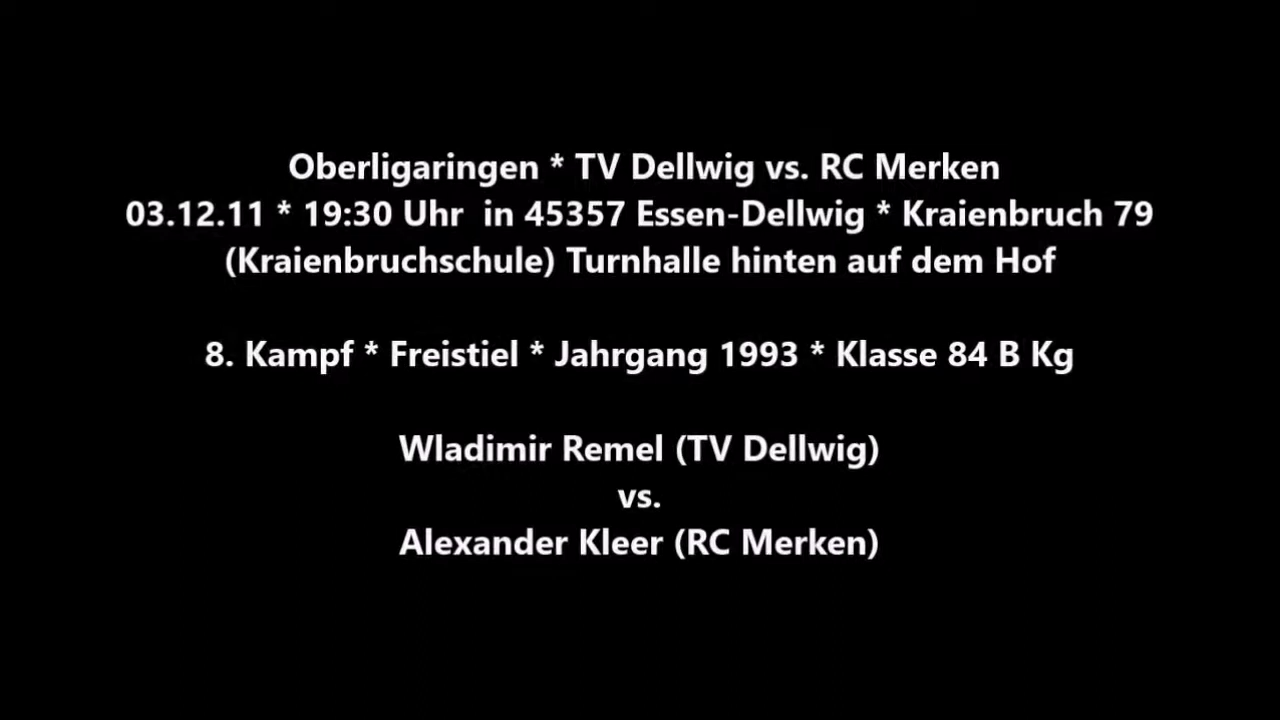 Oberligaringen * TV Dellwig vs. RC Merken
03.12.11 * 19:30 Uhr  in 45357 Essen-Dellwig * Kraienbruch 79
(Kraienbruchschule) Turnhalle hinten auf dem Hof
8. Kampf * Freistiel * Jahrgang 1993 * Klasse 84 B Kg
Wladimir Remel (TV Dellwig)
vs.
Alexander Kleer (RC Merken)